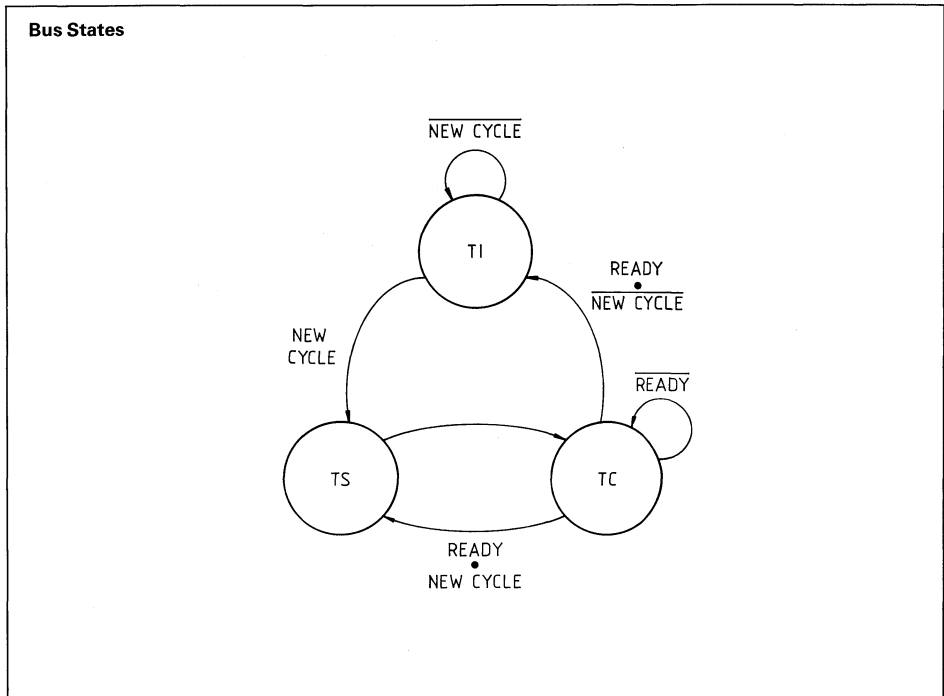 Bus States
NEW CYCLE
TI
READY
•
NEW CYCLE
NEW
CYCLE
READY
TS
TC
READY
•
NEW CYCLE